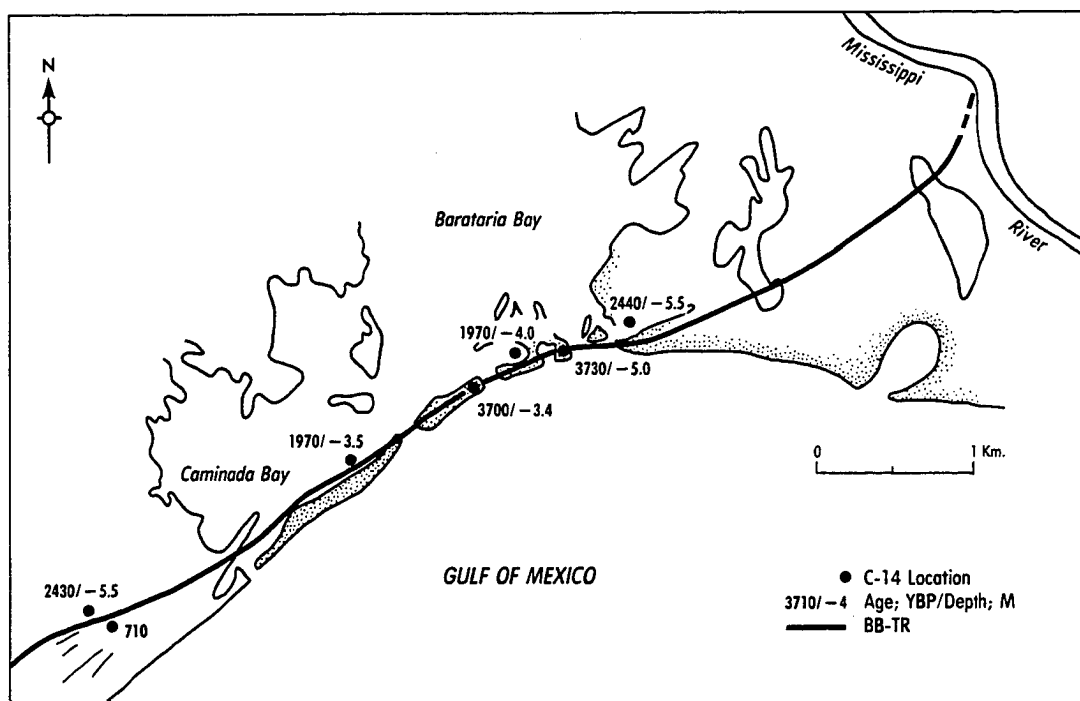 Mississippi
River
N
Barataria Bay
2440/-5.5
1970/-4.0
3730/-5.0
3700/-3.4
1970/-3.5
Caminada Bay
0 1 Km.
GULF OF MEXICO
2430/-5.5
710
C-14 Location
3710/-4 Age; YBP/Depth; M
BB-TR